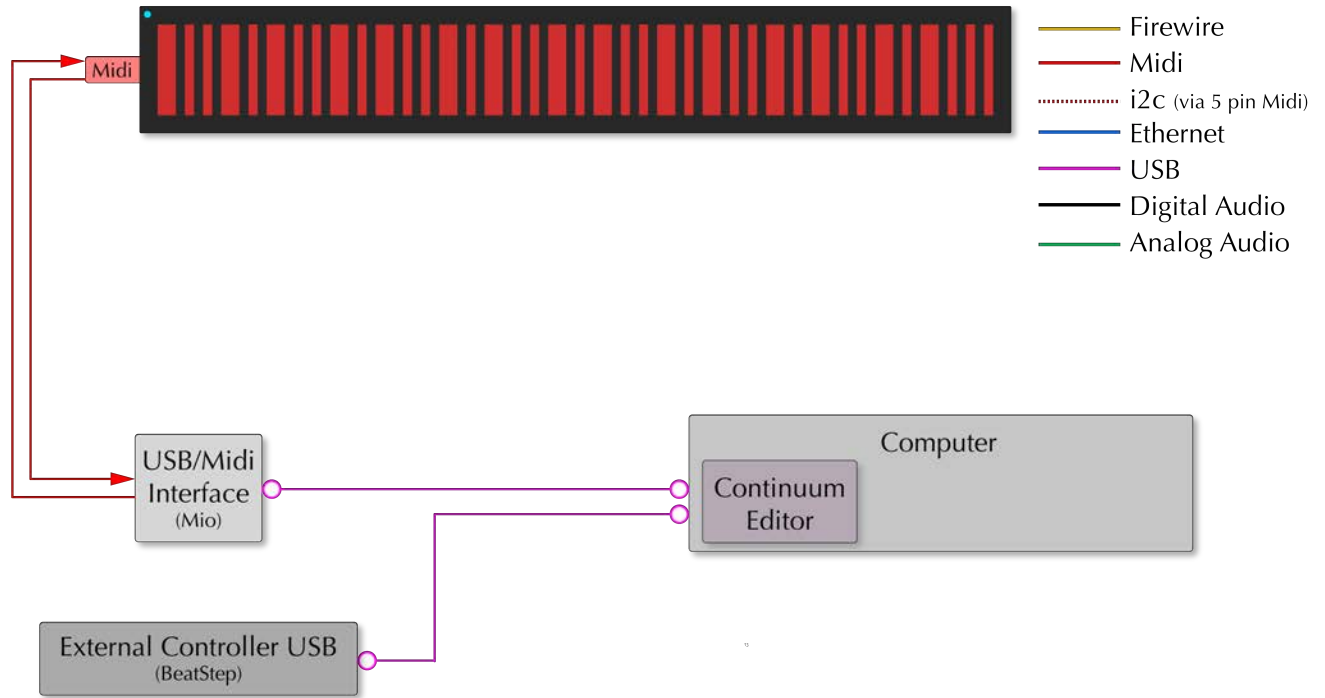 Midi
Firewire
Midi
i2c (via 5 pin Midi)
Ethernet
USB
Digital Audio
Analog Audio
USB/Midi
Interface
(Mio)
Computer
Continuum
Editor
External Controller USB
(BeatStep)